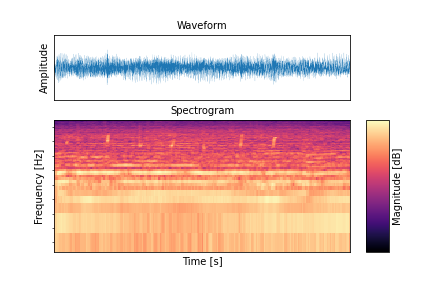 Waveform
Amplitude
Spectrogram
Frequency [Hz]
Magnitude [dB]
Time [s]